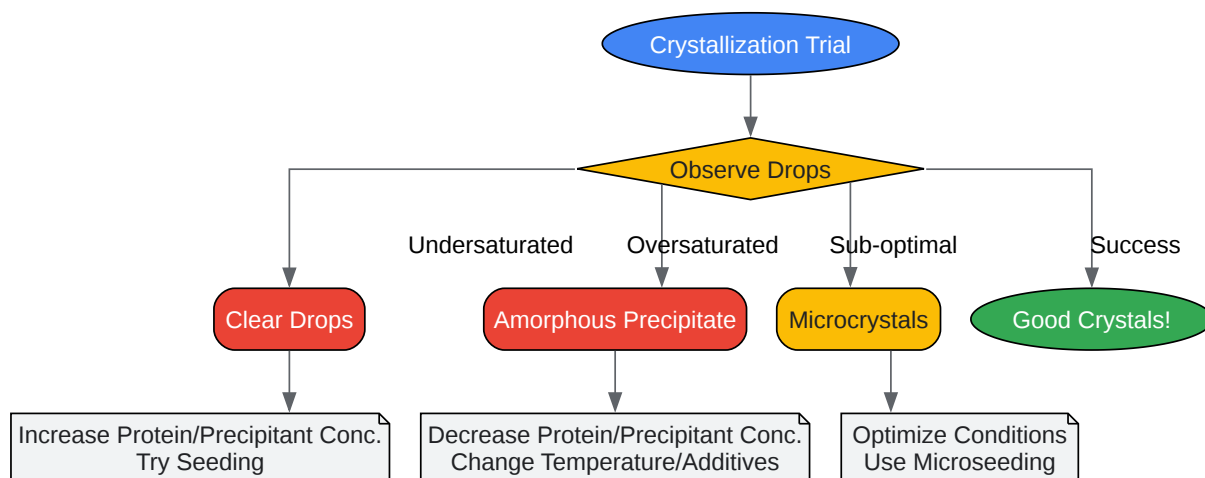 Crystallization Trial
Observe Drops
Undersaturated
Oversaturated
Sub-optimal
Success
Clear Drops
Amorphous Precipitate
Microcrystals
Good Crystals!
Increase Protein/Precipitant Conc.
Try Seeding
Decrease Protein/Precipitant Conc.
Change Temperature/Additives
Optimize Conditions
Use Microseeding